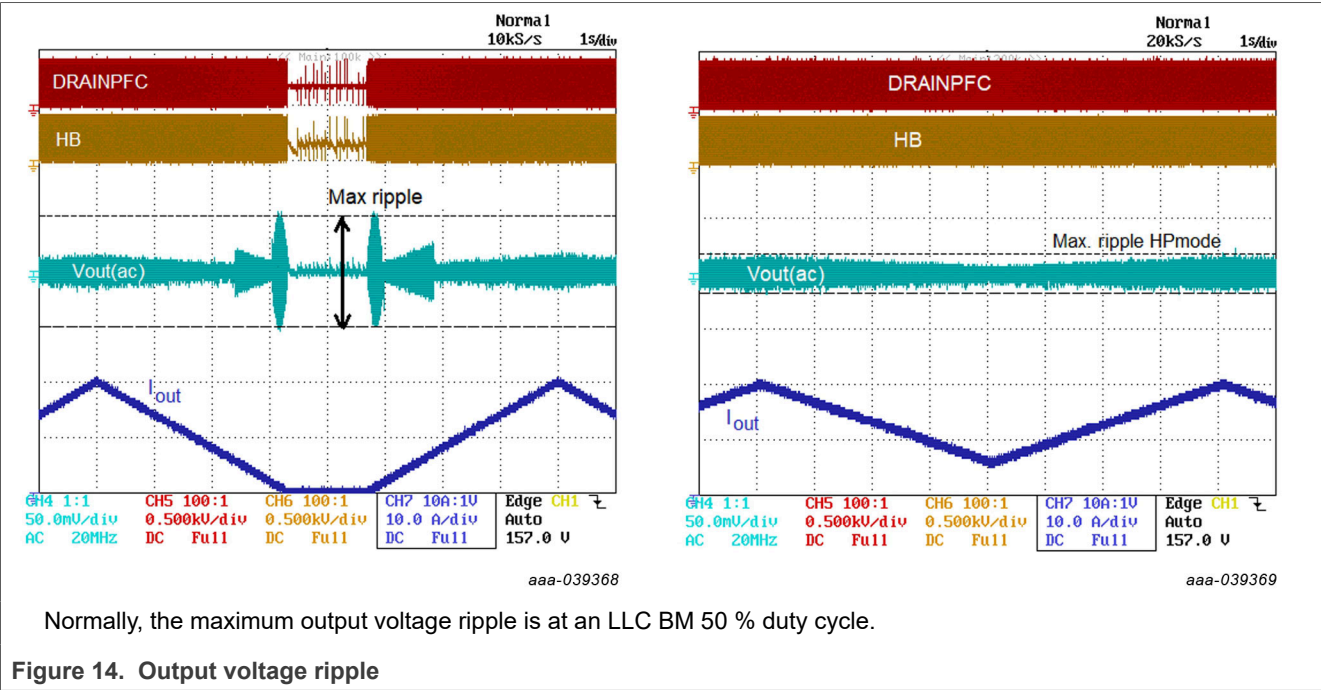 Normal
10kS/s 1s/div
<< Main:100k >>
DRAINPFC
HB
Max ripple
Vout(ac)
Iout
CH4 1:1 CH5 100:1 CH6 100:1 CH7 10A:1V Edge CH1
50.0mV/div 0.500kV/div 0.500kV/div 10.0 A/div Auto
AC 20MHz DC Full DC Full DC Full 157.0 V
aaa-039368
Normal
20kS/s 1s/div
DRAINPFC
HB
Max. ripple HPmode
Vout(ac)
Iout
CH4 1:1 CH5 100:1 CH6 100:1 CH7 10A:1V Edge CH1
50.0mV/div 0.500kV/div 0.500kV/div 10.0 A/div Auto
AC 20MHz DC Full DC Full DC Full 157.0 V
aaa-039369
Normally, the maximum output voltage ripple is at an LLC BM 50 % duty cycle.
Figure 14. Output voltage ripple